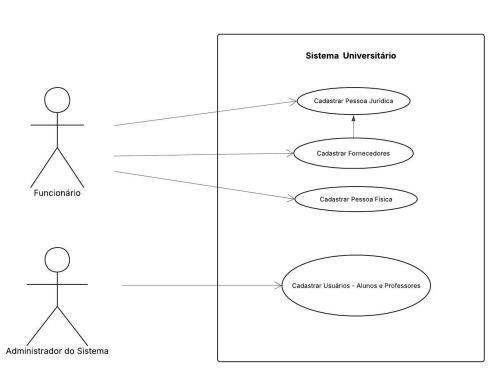 Sistema Universitário
Cadastrar Pessoa Jurídica
Cadastrar Fornecedores
Funcionário
Cadastrar Pessoa Física
Cadastrar Usuários - Alunos e Professores
Administrador do Sistema